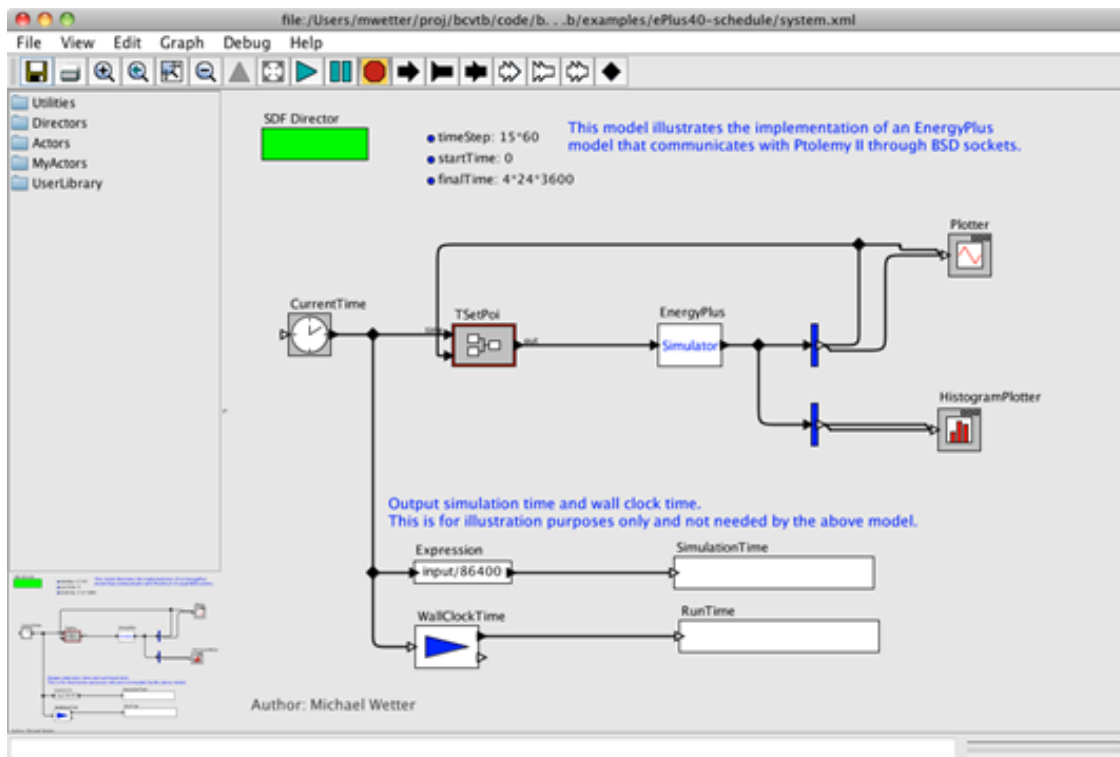 file:/Users/mwetter/proj/bcvtb/code/b. . .b/examples/ePlus40-schedule/system.xml
File View Edit Graph Debug Help
Utilities
Directors
Actors
MyActors
UserLibrary
SDF Director
timeStep: 15*60
startTime: 0
finalTime: 4*24*3600
This model illustrates the implementation of an EnergyPlus
model that communicates with Ptolemy II through BSD sockets.
Plotter
CurrentTime
TSetPoi
out
EnergyPlus
Simulator
HistogramPlotter
Output simulation time and wall clock time.
This is for illustration purposes only and not needed by the above model.
Expression
input/86400
SimulationTime
WallClockTime
RunTime
Author: Michael Wetter